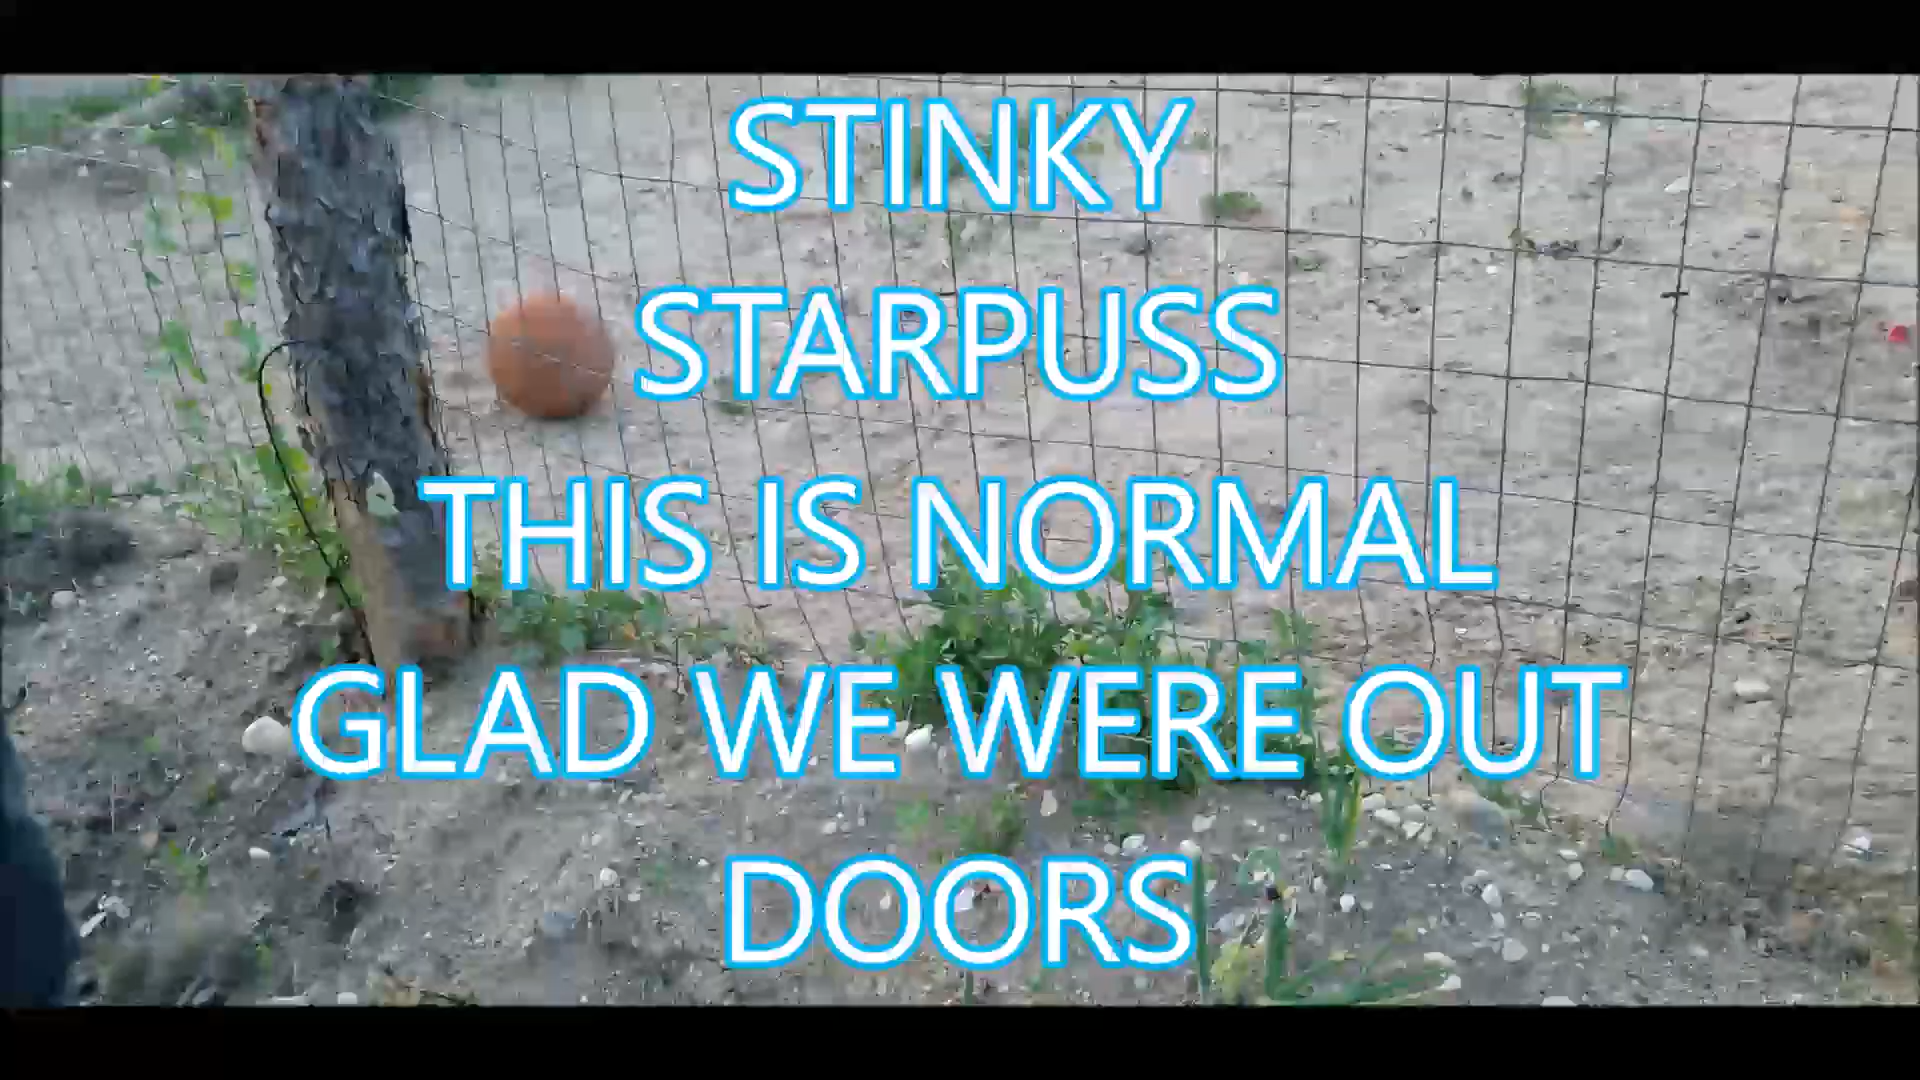 STINKY
STARPUSS
THIS IS NORMAL
GLAD WE WERE OUT
DOORS